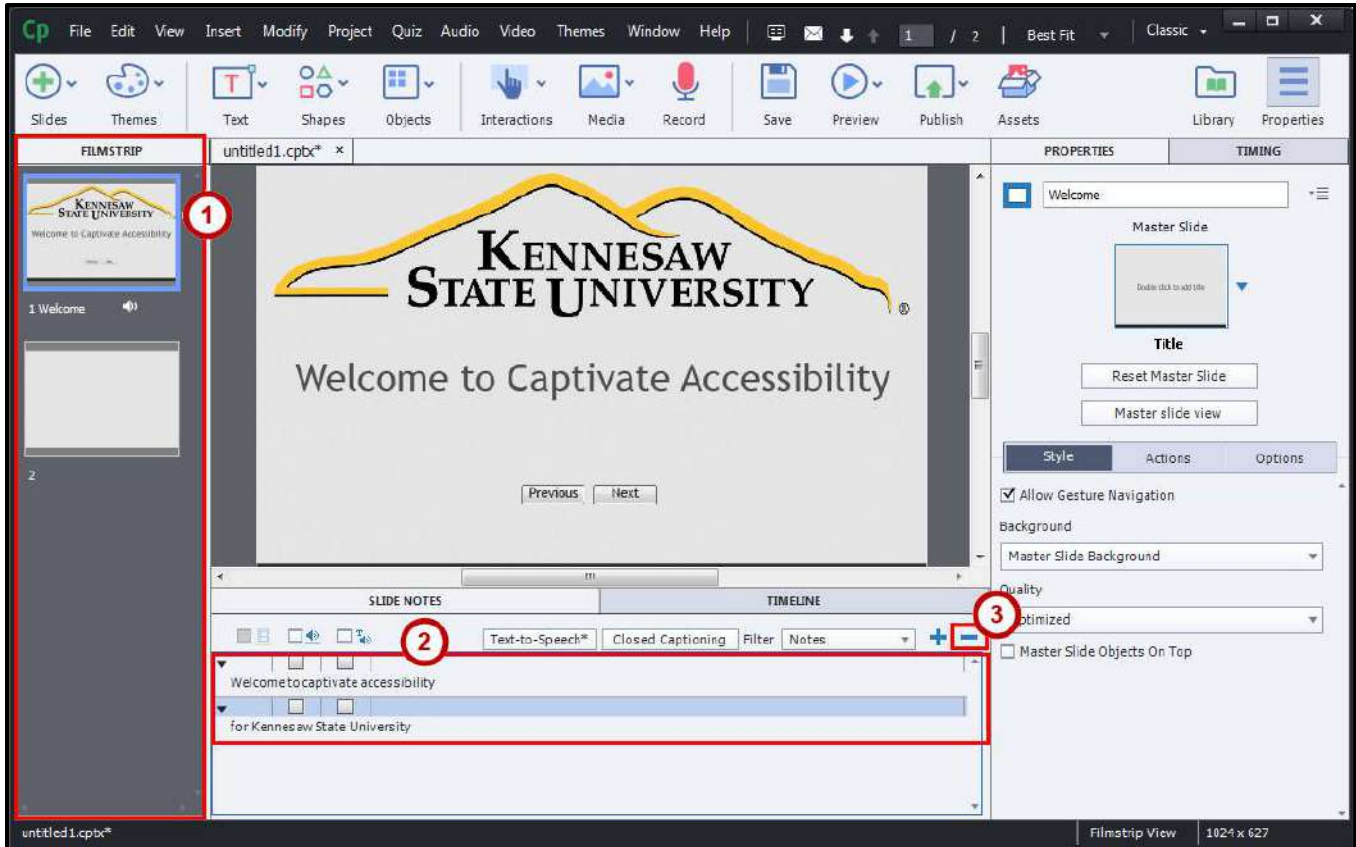 Cp File Edit View Insert Modify Project Quiz Audio Video Themes Window Help 1 / 2 Best Fit Classic
Slides Themes Text Shapes Objects Interactions Media Record Save Preview Publish Assets Library Properties
FILMSTRIP
untitled1.cptx* ×
PROPERTIES TIMING
KENNESAW
STATE UNIVERSITY
Welcome to Captivate Accessibility
1 Welcome
2
1
KENNESAW
STATE UNIVERSITY
®
Welcome to Captivate Accessibility
Previous Next
Welcome
Master Slide
Double click to add title
Title
Reset Master Slide
Master slide view
Style Actions Options
Allow Gesture Navigation
Background
Master Slide Background
Quality
Optimized
Master Slide Objects On Top
SLIDE NOTES TIMELINE
2
3
Text-to-Speech* Closed Captioning Filter Notes
Welcome to captivate accessibility
for Kennesaw State University
untitled1.cptx*
Filmstrip View 1024 x 627